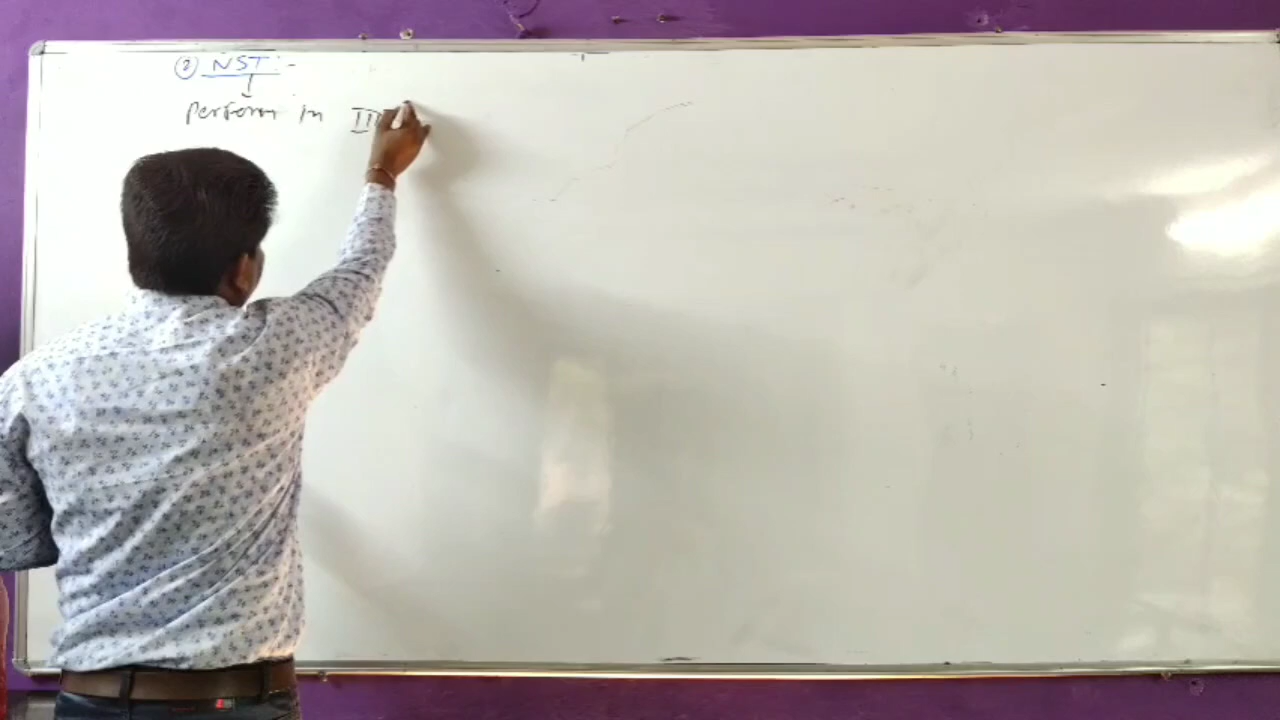 ② NST :-
↓
Perform in III